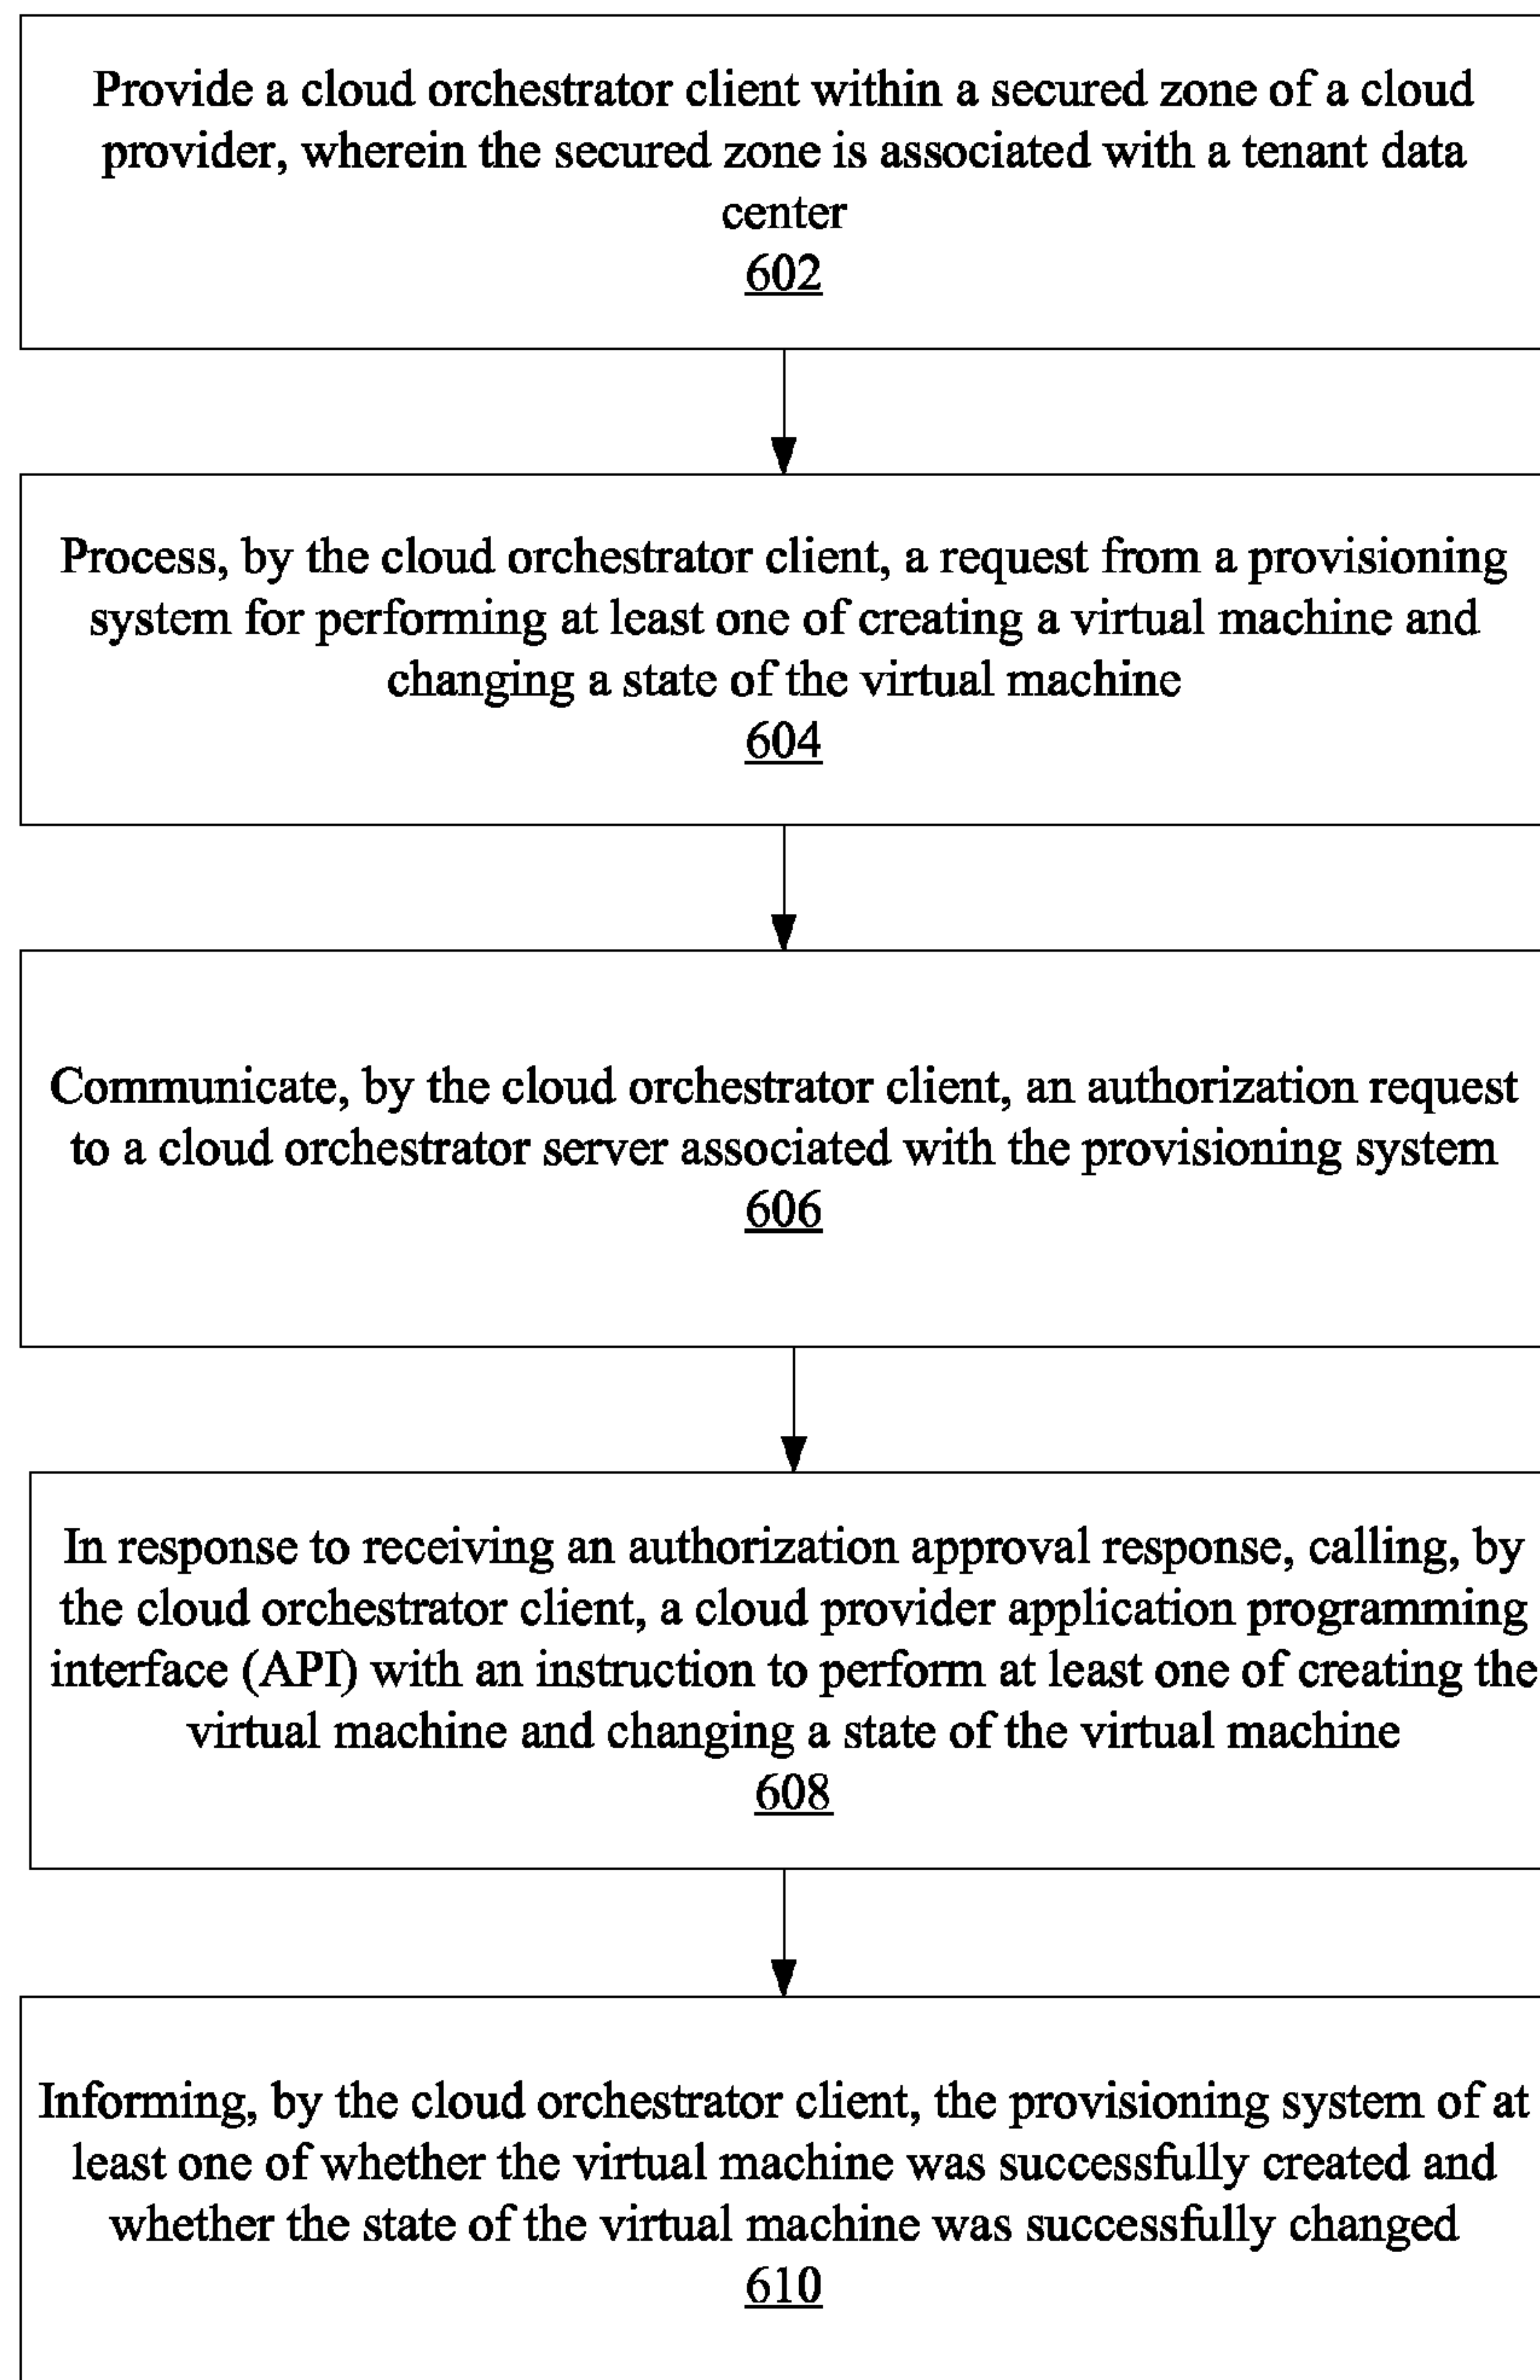 Provide a cloud orchestrator client within a secured zone of a cloud
provider, wherein the secured zone is associated with a tenant data
center
602
Process, by the cloud orchestrator client, a request from a provisioning
system for performing at least one of creating a virtual machine and
changing a state of the virtual machine
604
Communicate, by the cloud orchestrator client, an authorization request
to a cloud orchestrator server associated with the provisioning system
606
In response to receiving an authorization approval response, calling, by
the cloud orchestrator client, a cloud provider application programming
interface (API) with an instruction to perform at least one of creating the
virtual machine and changing a state of the virtual machine
608
Informing, by the cloud orchestrator client, the provisioning system of at
least one of whether the virtual machine was successfully created and
whether the state of the virtual machine was successfully changed
610